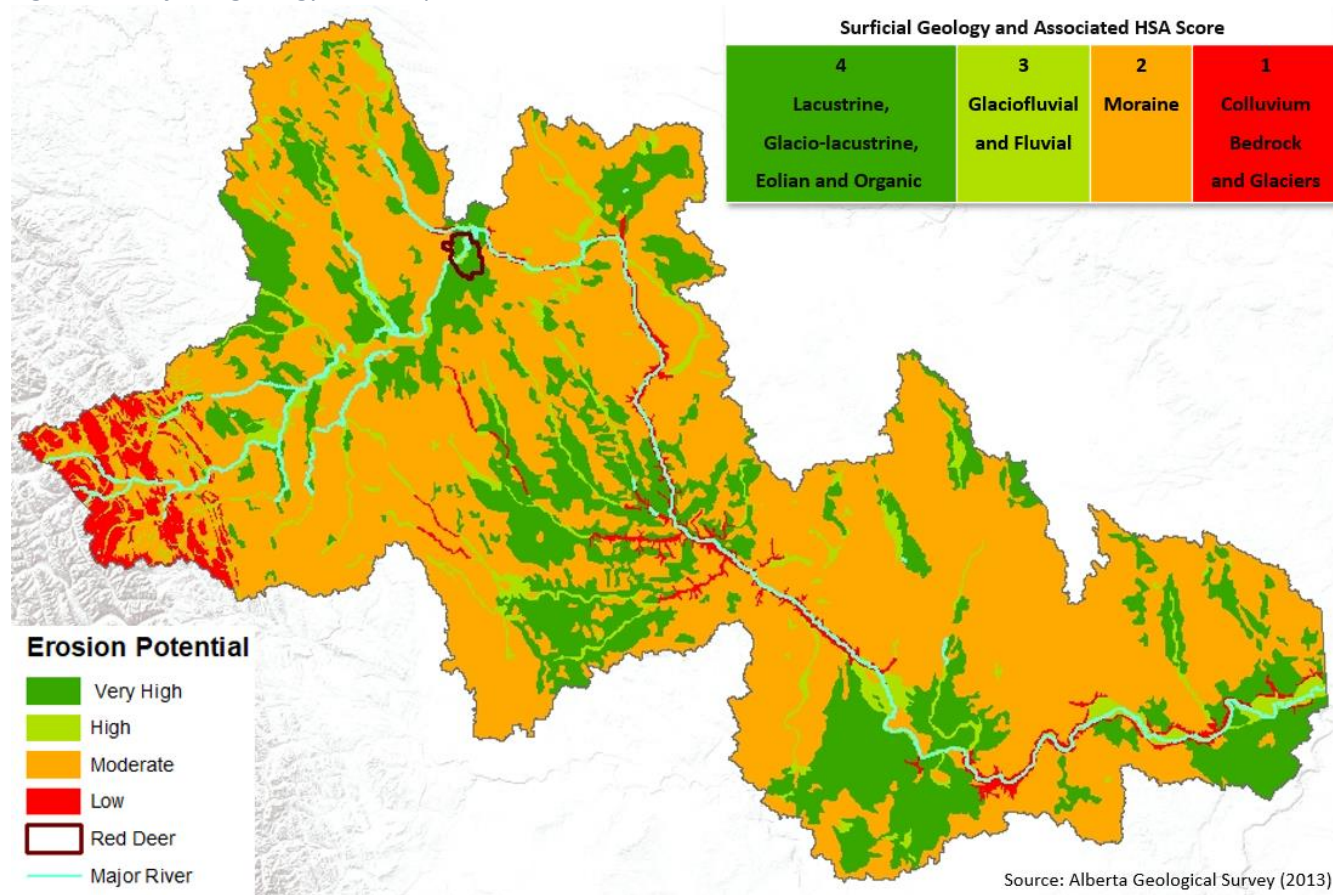 Surficial Geology and Associated HSA Score
4
Lacustrine,
Glacio-lacustrine,
Eolian and Organic
3
Glaciofluvial
and Fluvial
2
Moraine
1
Colluvium
Bedrock
and Glaciers
Erosion Potential
Very High
High
Moderate
Low
Red Deer
Major River
Source: Alberta Geological Survey (2013)